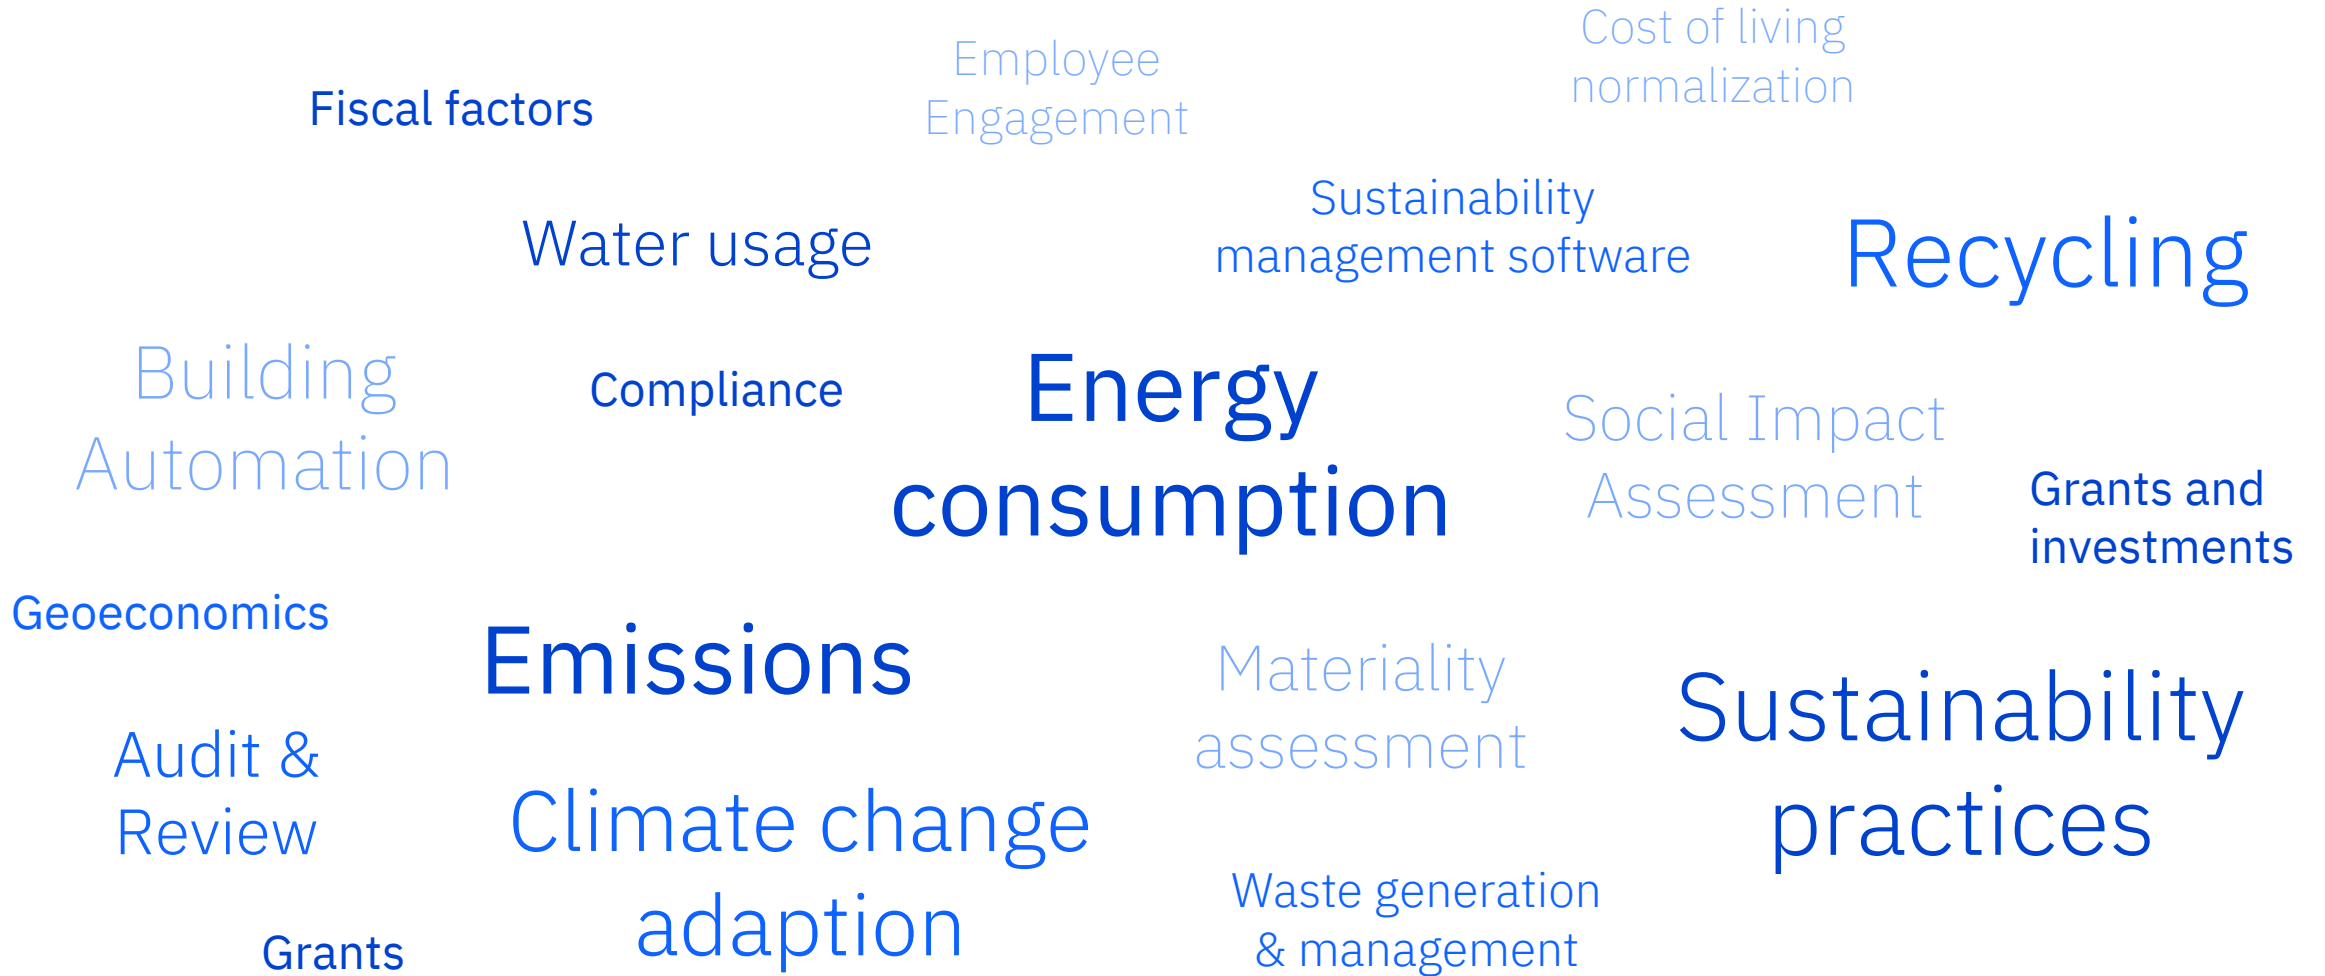 Cost of living
normalization
Employee
Engagement
Fiscal factors
Sustainability
management software
Water usage
Recycling
Building
Automation
Compliance
Energy
consumption
Social Impact
Assessment
Grants and
investments
Geoeconomics
Emissions
Materiality
assessment
Sustainability
practices
Audit &
Review
Climate change
adaption
Waste generation
& management
Grants